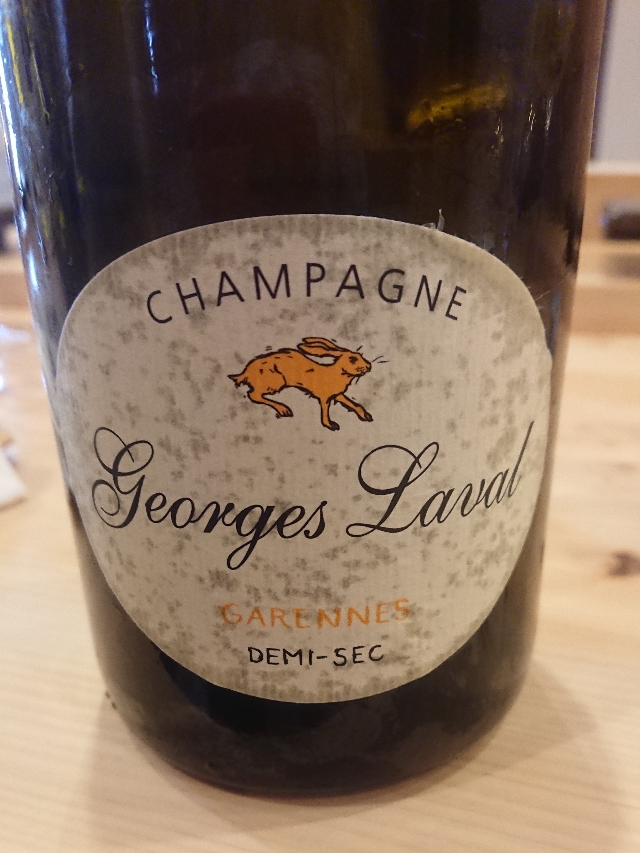 CHAMPAGNE
Georges Laval
GARENNES
DEMI-SEC